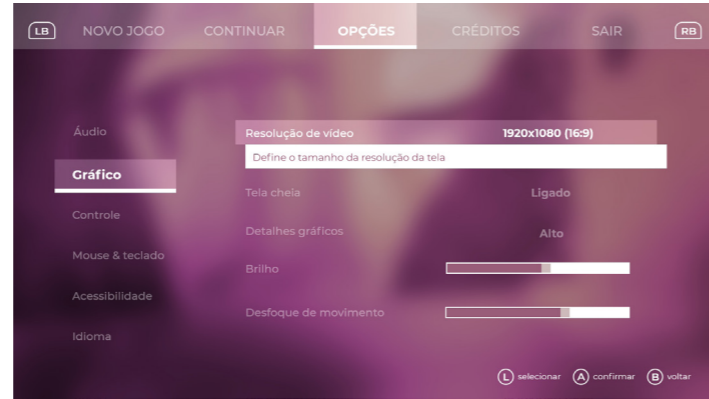 LB NOVO JOGO CONTINUAR OPÇÕES CRÉDITOS SAIR RB
Áudio
Resolução de vídeo 1920x1080 (16:9)
Define o tamanho da resolução da tela
Gráfico
Tela cheia Ligado
Controle
Detalhes gráficos Alto
Mouse & teclado
Brilho
Acessibilidade
Desfoque de movimento
Idioma
L selecionar A confirmar B voltar